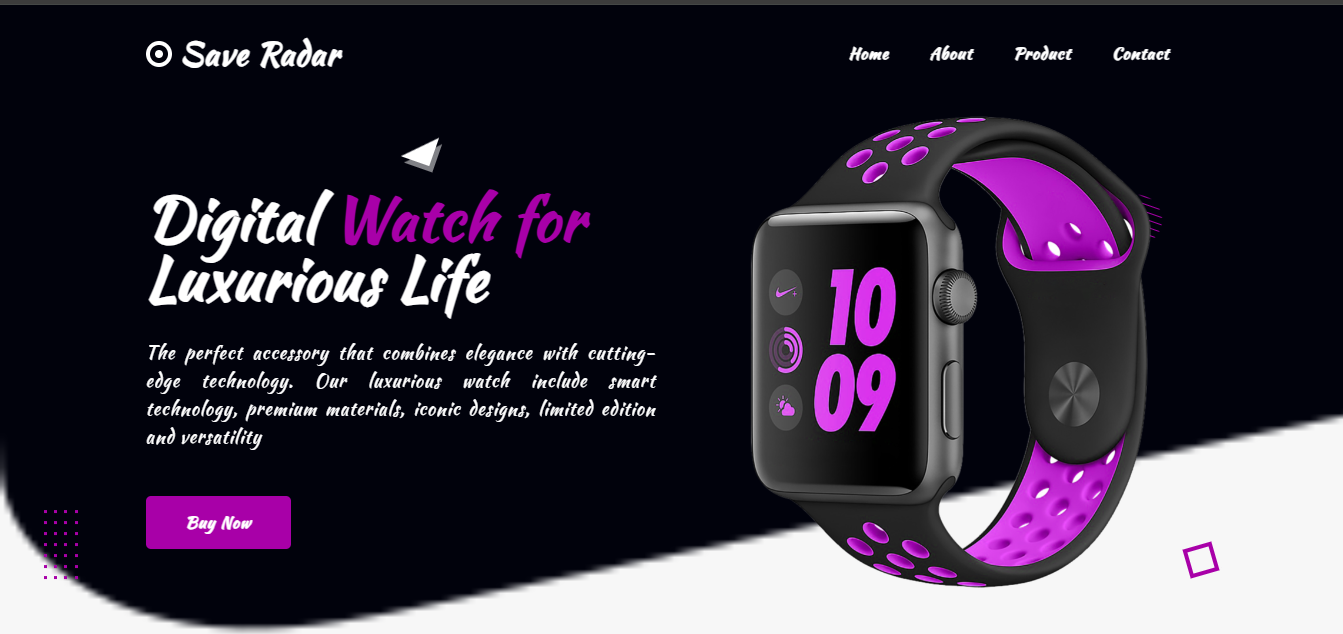 Save Radar
Home About Product Contact
Digital Watch for
Luxurious Life
The perfect accessory that combines elegance with cutting-
edge technology. Our luxurious watch include smart
technology, premium materials, iconic designs, limited edition
and versatility
Buy Now
10
09